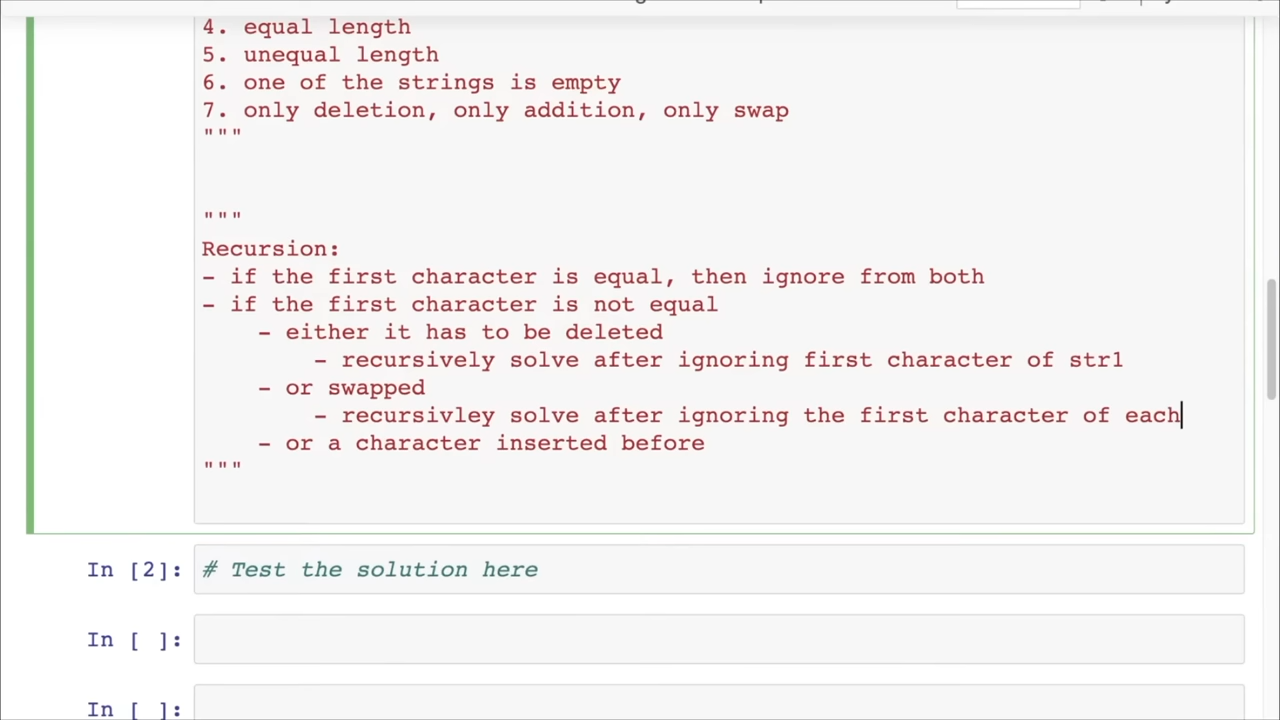 4. equal length
5. unequal length
6. one of the strings is empty
7. only deletion, only addition, only swap
"""
"""
Recursion:
- if the first character is equal, then ignore from both
- if the first character is not equal
- either it has to be deleted
- recursively solve after ignoring first character of str1
- or swapped
- recursivley solve after ignoring the first character of each
- or a character inserted before
"""
In [2]: # Test the solution here
In [ ]:
In [ ]: